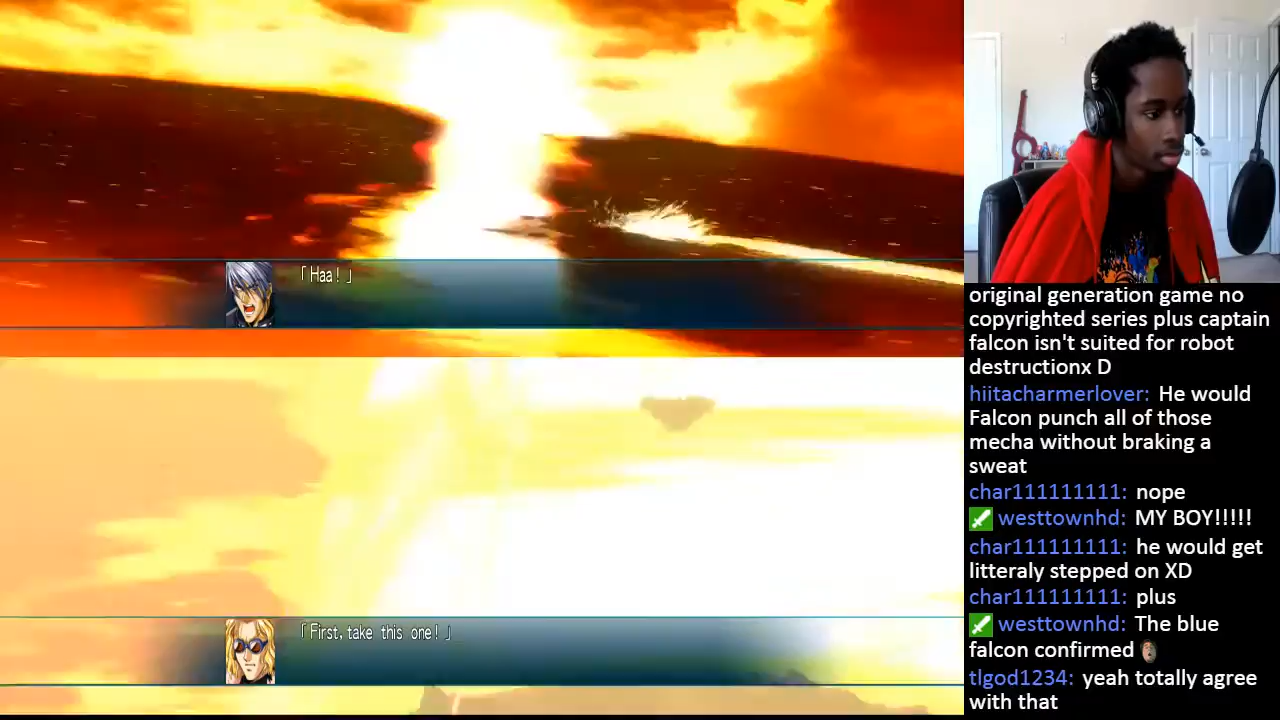 「Haa!」
「First, take this one!」
original generation game no
copyrighted series plus captain
falcon isn't suited for robot
destructionx D
hiitacharmerlover: He would
Falcon punch all of those
mecha without braking a
sweat
char111111111: nope
westtownhd: MY BOY!!!!!
char111111111: he would get
litteraly stepped on XD
char111111111: plus
westtownhd: The blue
falcon confirmed
tlgod1234: yeah totally agree
with that